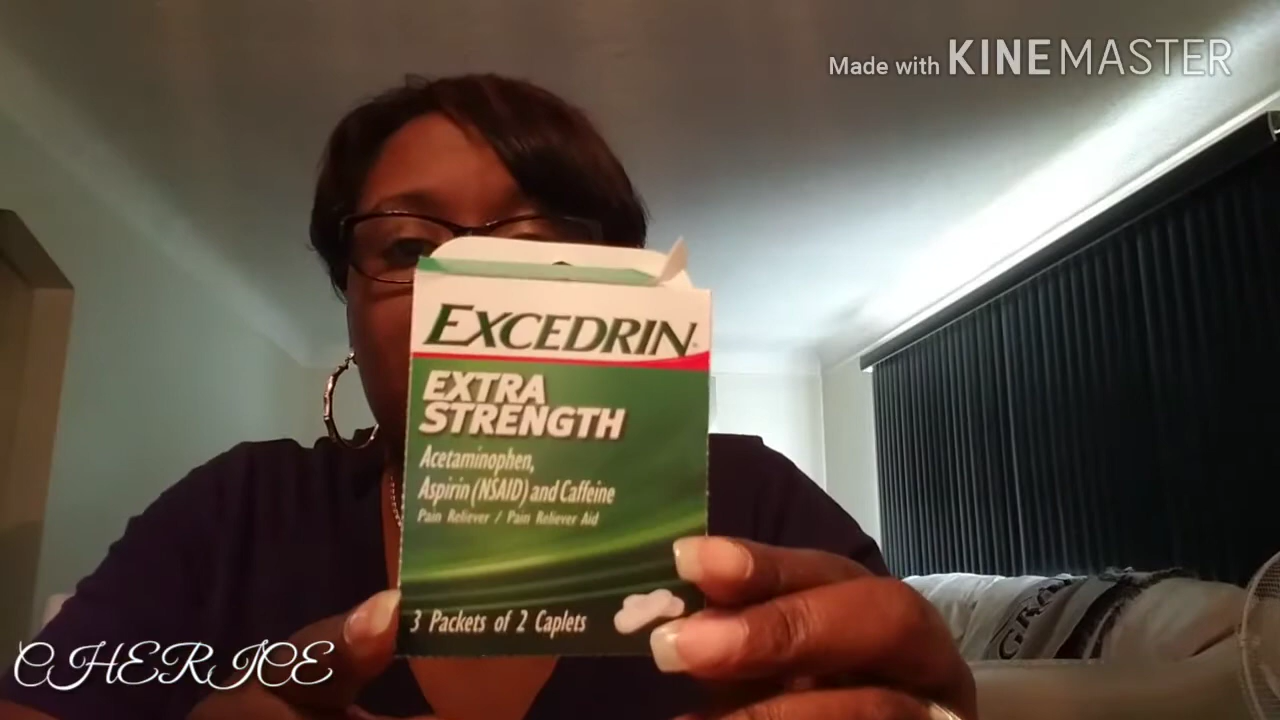 Made with KINEMASTER
EXCEDRIN
EXTRA
STRENGTH
Acetaminophen,
Aspirin (NSAID) and Caffeine
Pain Reliever / Pain Reliever Aid
3 Packets of 2 Caplets
CHERICE